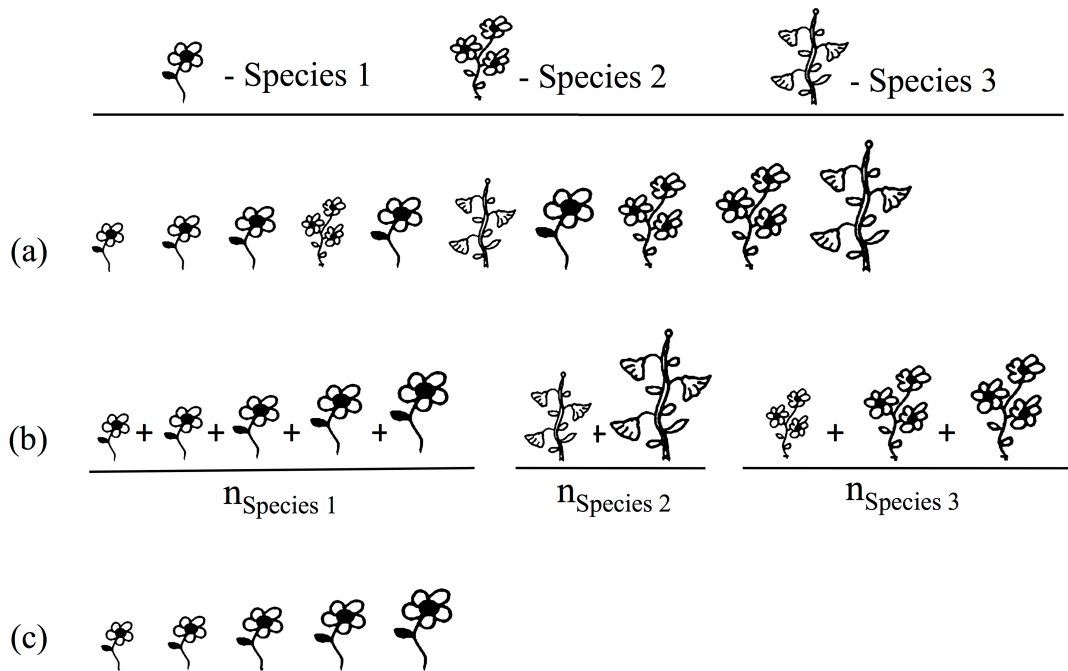 - Species 1 - Species 2 - Species 3
(a)
(b) + + + + + + +
nSpecies 1 nSpecies 2 nSpecies 3
(c)